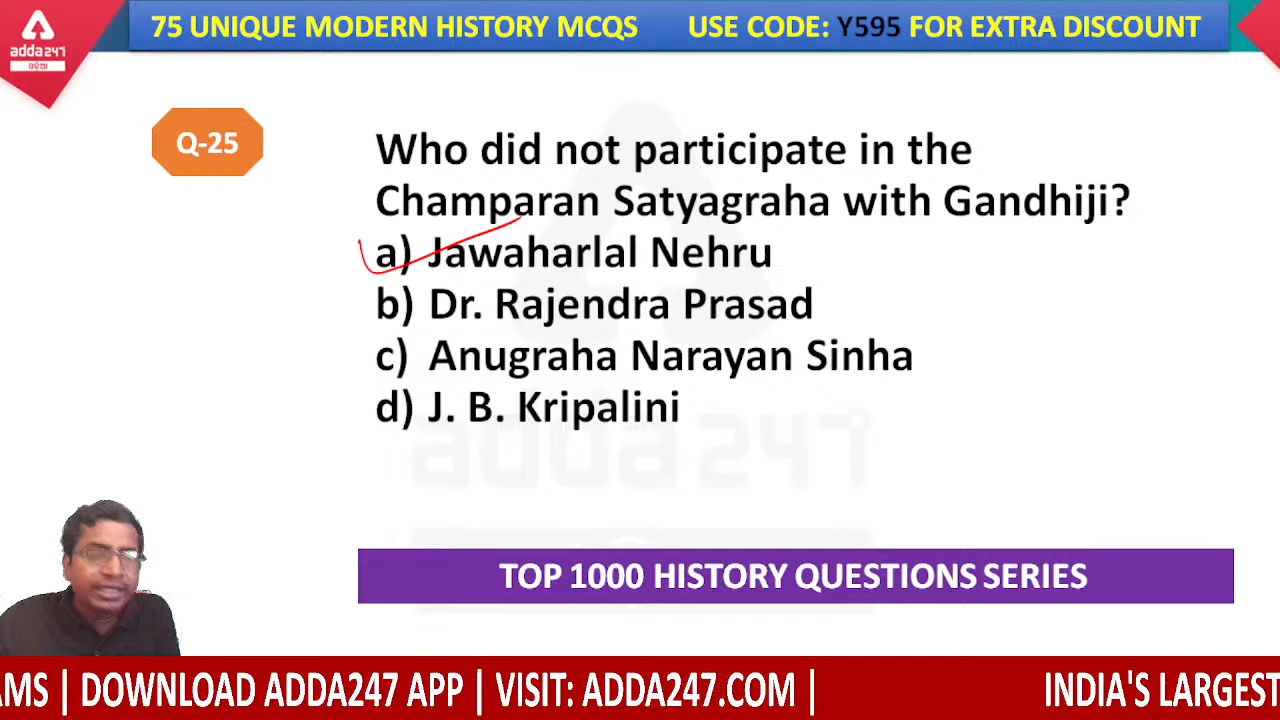 75 UNIQUE MODERN HISTORY MCQS USE CODE: Y595 FOR EXTRA DISCOUNT
adda247
ଓଡ଼ିଆ
Q-25
Who did not participate in the
Champaran Satyagraha with Gandhiji?
a) Jawaharlal Nehru
b) Dr. Rajendra Prasad
c) Anugraha Narayan Sinha
d) J. B. Kripalini
adda247
TOP 1000 HISTORY QUESTIONS SERIES
AMS | DOWNLOAD ADDA247 APP | VISIT: ADDA247.COM | INDIA'S LARGEST